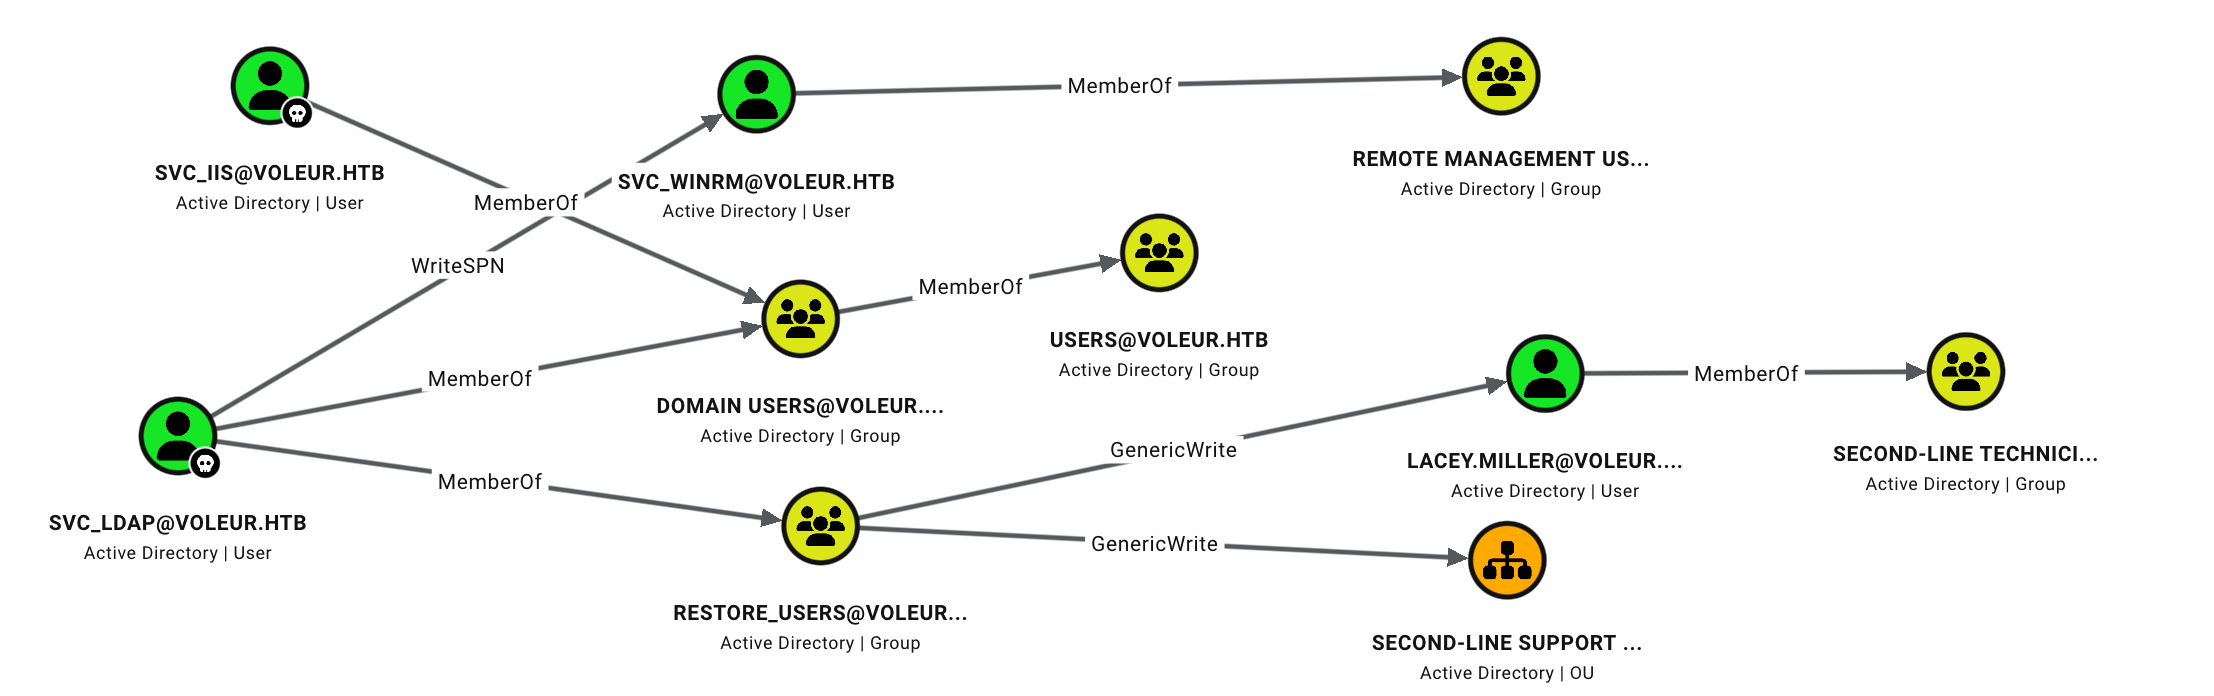 MemberOf
REMOTE MANAGEMENT US...
Active Directory | Group
SVC_IIS@VOLEUR.HTB
Active Directory | User
SVC_WINRM@VOLEUR.HTB
Active Directory | User
MemberOf
WriteSPN
MemberOf
USERS@VOLEUR.HTB
Active Directory | Group
MemberOf
DOMAIN USERS@VOLEUR....
Active Directory | Group
MemberOf
GenericWrite
LACEY.MILLER@VOLEUR....
Active Directory | User
SECOND-LINE TECHNICI...
Active Directory | Group
MemberOf
SVC_LDAP@VOLEUR.HTB
Active Directory | User
GenericWrite
RESTORE_USERS@VOLEUR...
Active Directory | Group
SECOND-LINE SUPPORT ...
Active Directory | OU